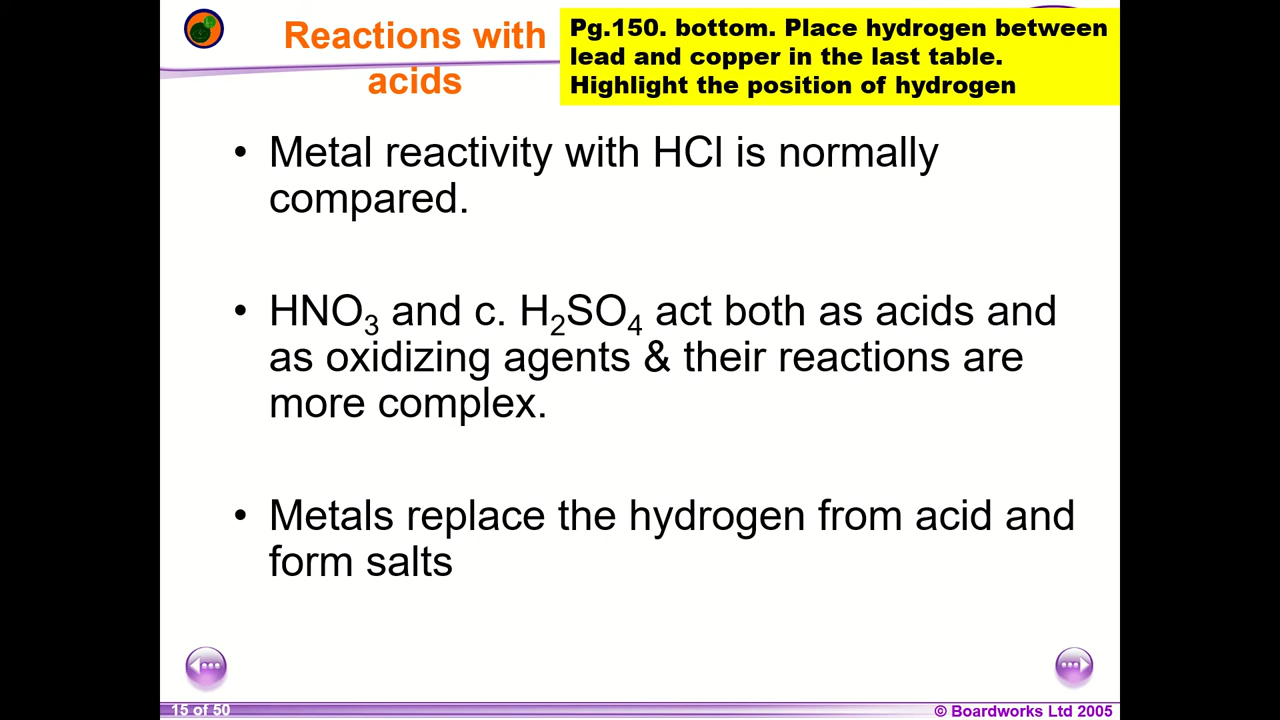 Reactions with
acids
Pg.150. bottom. Place hydrogen between
lead and copper in the last table.
Highlight the position of hydrogen
• Metal reactivity with HCl is normally
compared.
• HNO₃ and c. H₂SO₄ act both as acids and
as oxidizing agents & their reactions are
more complex.
• Metals replace the hydrogen from acid and
form salts
15 of 50
© Boardworks Ltd 2005